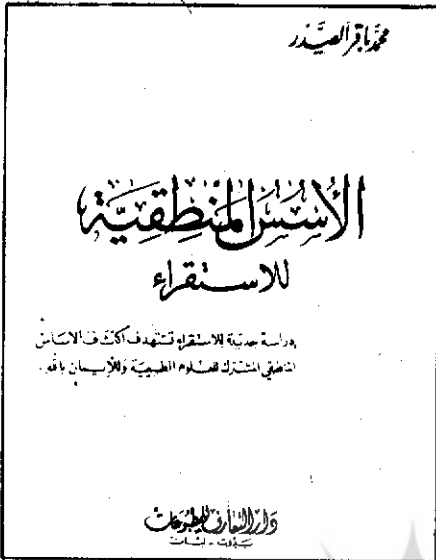 محمد باقر الصدر
الأسس المنطقية
للاستقراء
دراسة جديدة للاستقراء تستهدف اكتشاف الأساس
المنطقي المشترك للعلوم الطبيعية وللإيمان بالله.
دار التعارف للمطبوعات
بيروت - لبنان